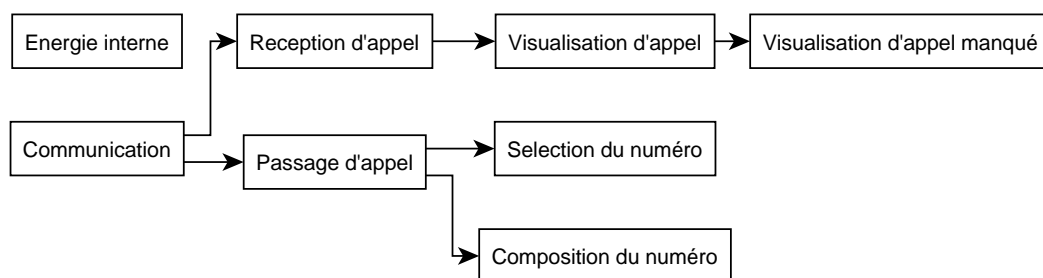 Energie interne
Reception d'appel
Visualisation d'appel
Visualisation d'appel manqué
Communication
Passage d'appel
Selection du numéro
Composition du numéro